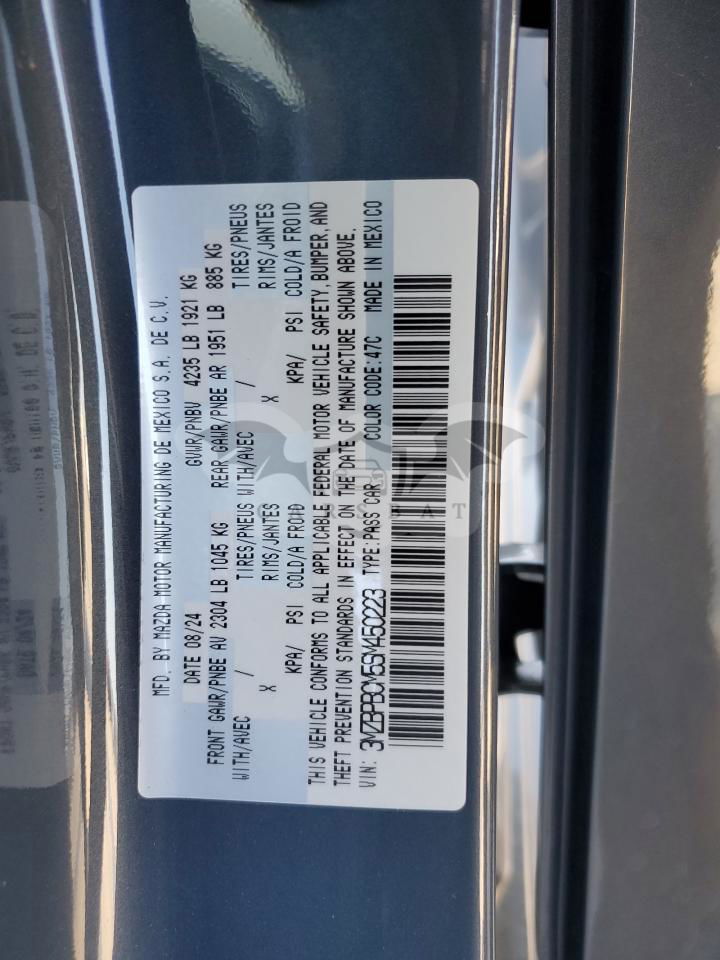 MFD. BY MAZDA MOTOR MANUFACTURING DE MEXICO S.A. DE C.V.
DATE 08/24 GVWR/PNBV 4235 LB 1921 KG
FRONT GAWR/PNBE AV 2304 LB 1045 KG REAR GAWR/PNBE AR 1951 LB 885 KG
WITH/AVEC / TIRES/PNEUS WITH/AVEC / TIRES/PNEUS
X RIMS/JANTES X RIMS/JANTES
KPA/ PSI COLD/A FROID KPA/ PSI COLD/A FROID
THIS VEHICLE CONFORMS TO ALL APPLICABLE FEDERAL MOTOR VEHICLE SAFETY, BUMPER, AND
THEFT PREVENTION STANDARDS IN EFFECT ON THE DATE OF MANUFACTURE SHOWN ABOVE.
VIN: 3MZBPBCM5SM450223 TYPE:PASS CAR COLOR CODE:47C MADE IN MEXICO
CARSBAT